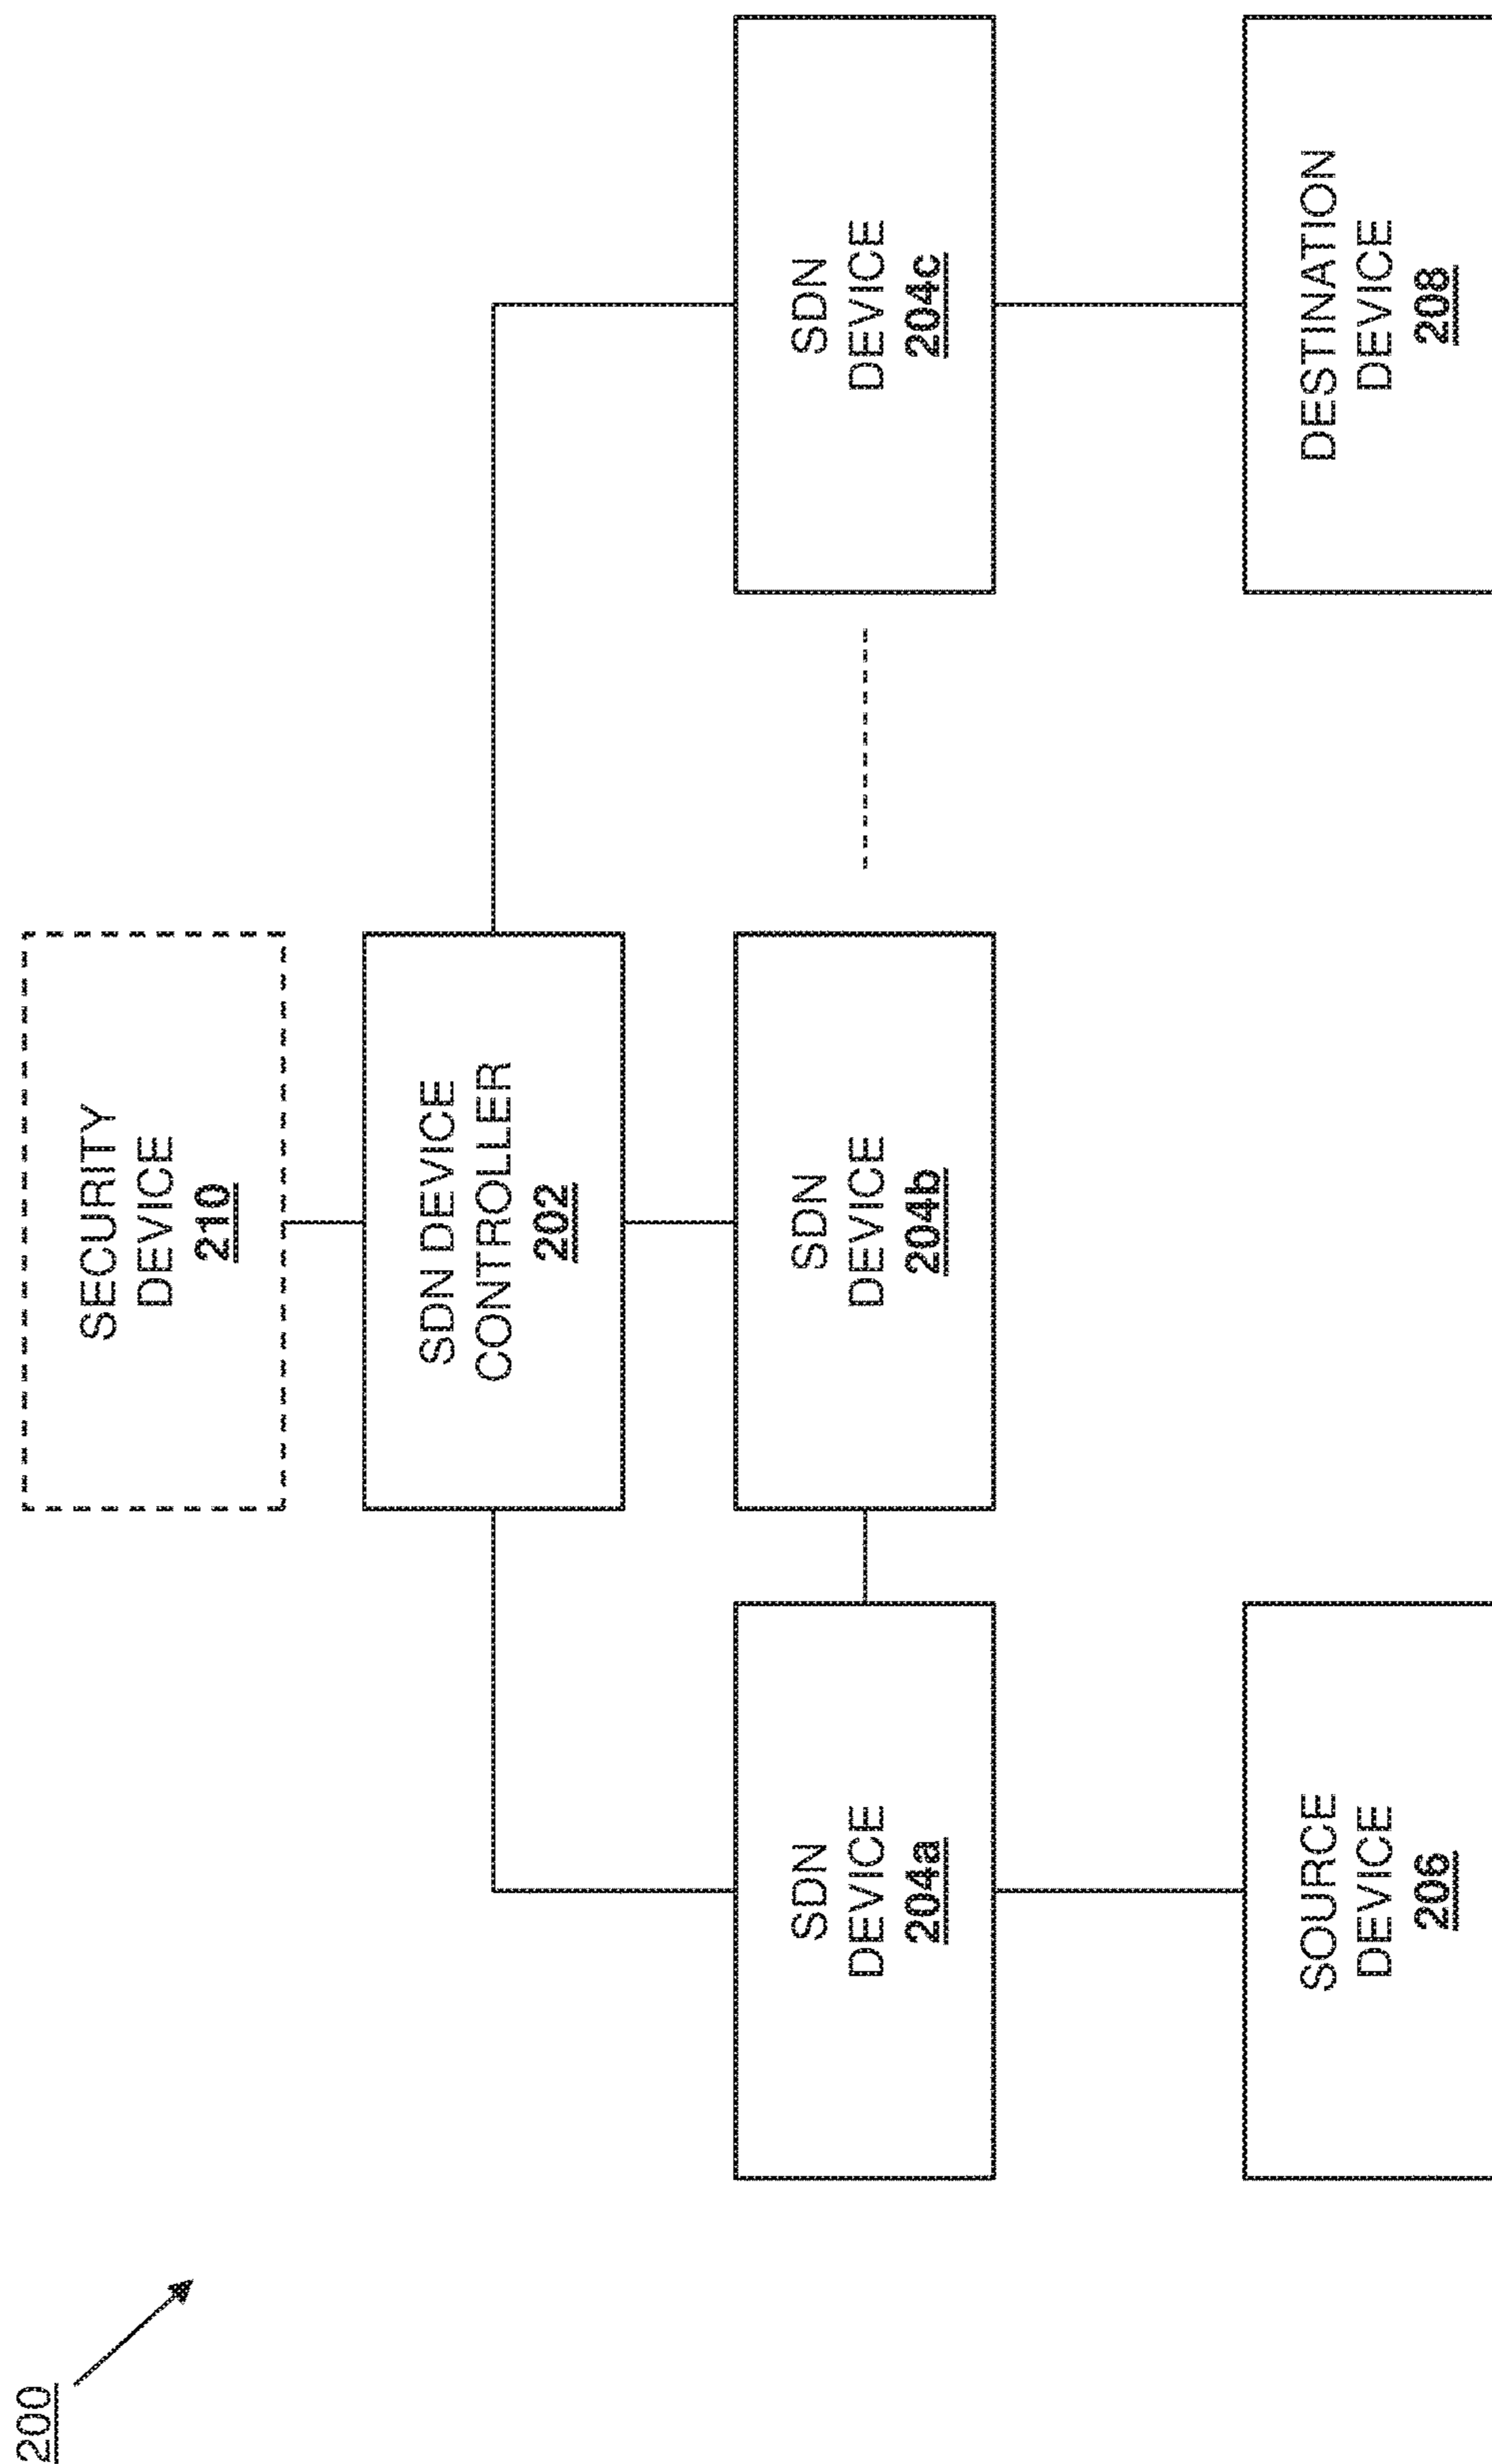 200
SECURITY
DEVICE
210
SDN DEVICE
CONTROLLER
202
SDN
DEVICE
204a
SDN
DEVICE
204b
SDN
DEVICE
204c
SOURCE
DEVICE
206
DESTINATION
DEVICE
208